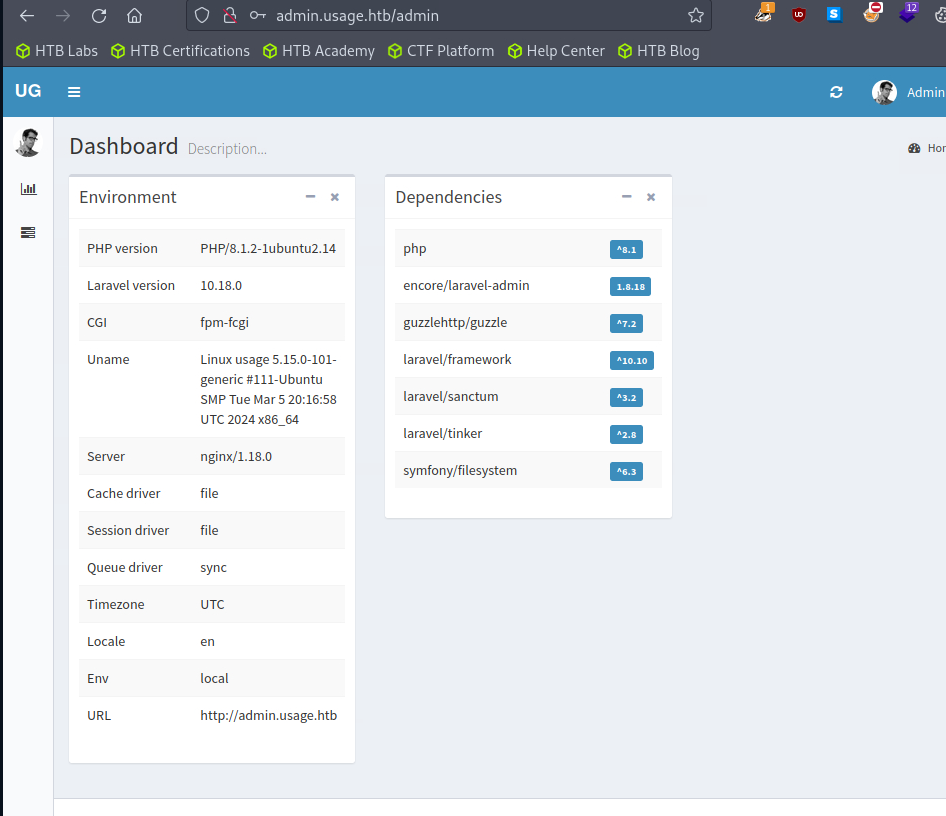 admin.usage.htb/admin
1
12
HTB Labs HTB Certifications HTB Academy CTF Platform Help Center HTB Blog
UG Admin
Dashboard Description...
Environment
PHP version PHP/8.1.2-1ubuntu2.14
Laravel version 10.18.0
CGI fpm-fcgi
Uname Linux usage 5.15.0-101-
generic #111-Ubuntu
SMP Tue Mar 5 20:16:58
UTC 2024 x86_64
Server nginx/1.18.0
Cache driver file
Session driver file
Queue driver sync
Timezone UTC
Locale en
Env local
URL http://admin.usage.htb
Dependencies
php ^8.1
encore/laravel-admin 1.8.18
guzzlehttp/guzzle ^7.2
laravel/framework ^10.10
laravel/sanctum ^3.2
laravel/tinker ^2.8
symfony/filesystem ^6.3